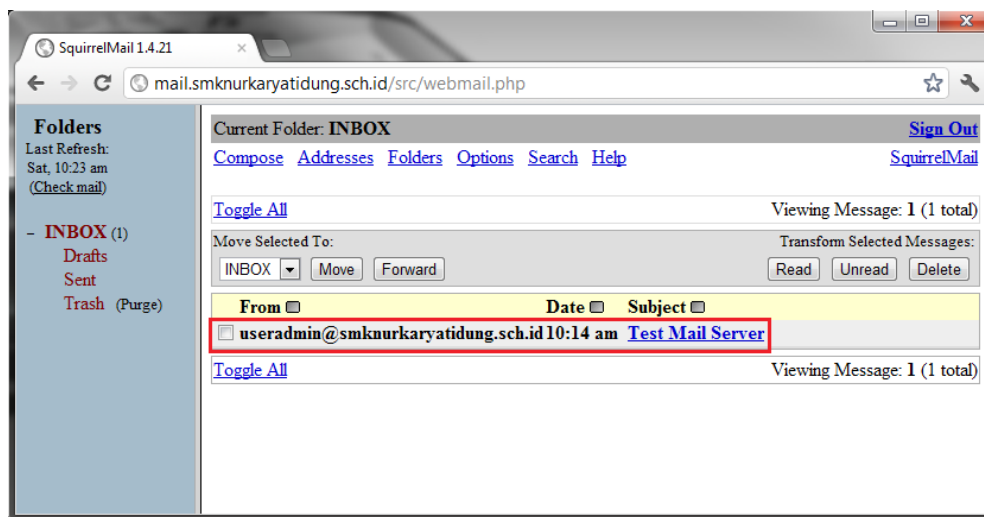 SquirrelMail 1.4.21
mail.smknurkaryatidung.sch.id/src/webmail.php
Folders
Last Refresh:
Sat, 10:23 am
(Check mail)
– INBOX (1)
Drafts
Sent
Trash (Purge)
Current Folder: INBOX Sign Out
Compose Addresses Folders Options Search Help SquirrelMail
Toggle All Viewing Message: 1 (1 total)
Move Selected To: Transform Selected Messages:
INBOX Move Forward Read Unread Delete
From Date Subject
useradmin@smknurkaryatidung.sch.id 10:14 am Test Mail Server
Toggle All Viewing Message: 1 (1 total)